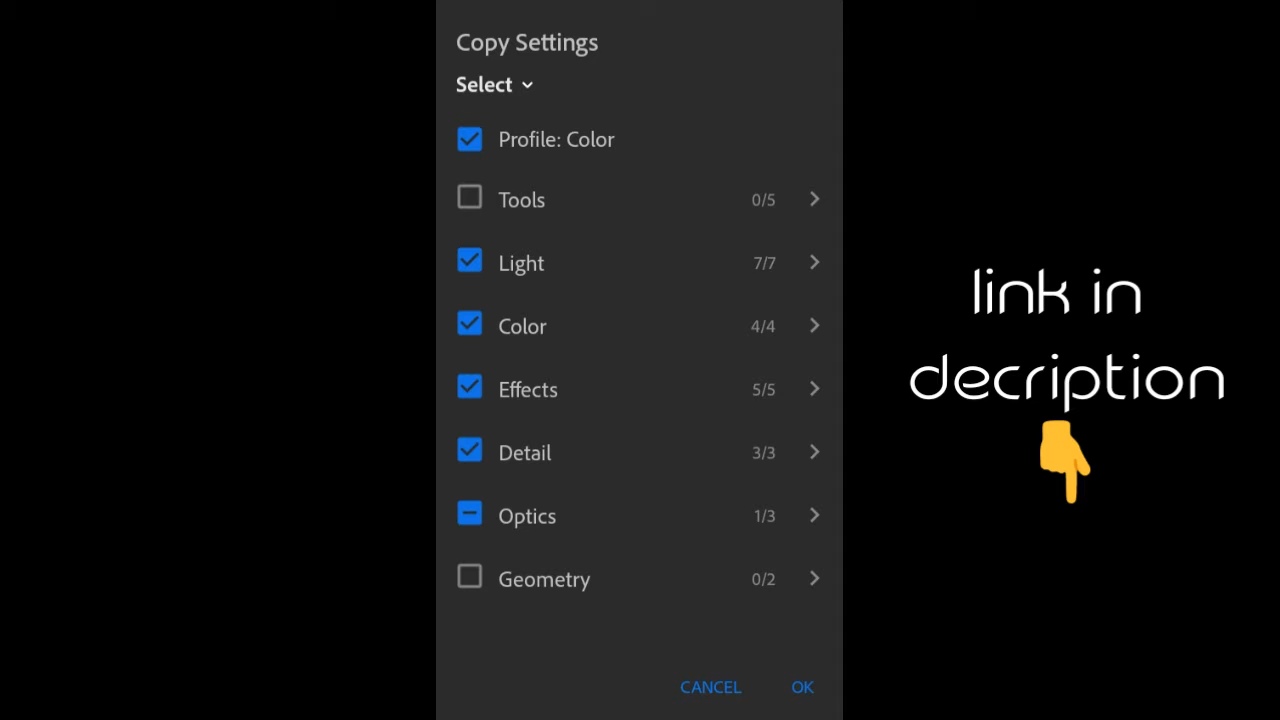 Copy Settings
Select
Profile: Color
Tools 0/5
Light 7/7
Color 4/4
Effects 5/5
Detail 3/3
Optics 1/3
Geometry 0/2
CANCEL OK
link in
decription